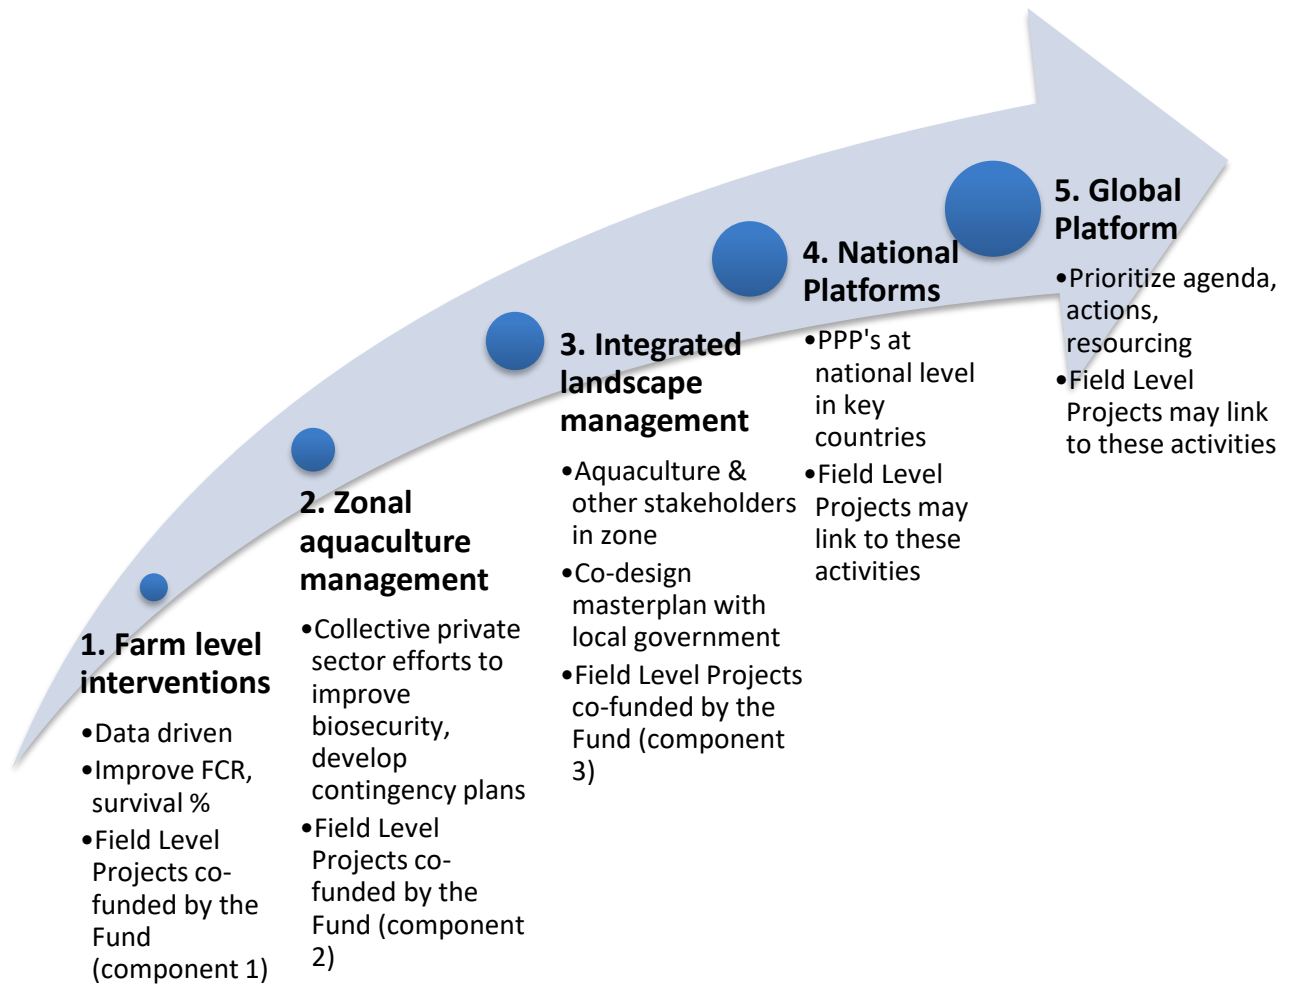 1. Farm level
interventions
•Data driven
•Improve FCR,
survival %
•Field Level
Projects co-
funded by the
Fund
(component 1)
2. Zonal
aquaculture
management
•Collective private
sector efforts to
improve
biosecurity,
develop
contingency plans
•Field Level
Projects co-
funded by the
Fund (component
2)
3. Integrated
landscape
management
•Aquaculture &
other stakeholders
in zone
•Co-design
masterplan with
local government
•Field Level Projects
co-funded by the
Fund (component
3)
4. National
Platforms
•PPP's at
national level
in key
countries
•Field Level
Projects may
link to these
activities
5. Global
Platform
•Prioritize agenda,
actions,
resourcing
•Field Level
Projects may link
to these activities